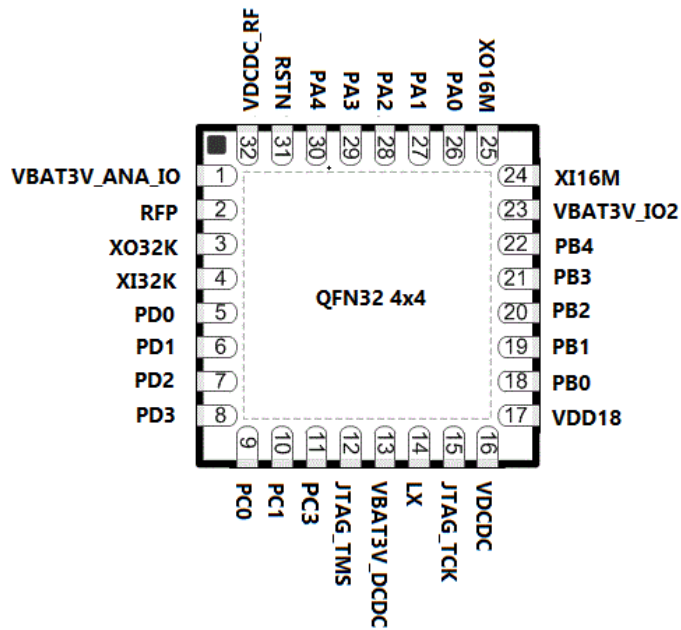 VDCDC_RF
RSTN
PA4
PA3
PA2
PA1
PA0
XO16M
32
31
30
29
28
27
26
25
VBAT3V_ANA_IO 1
RFP 2
XO32K 3
XI32K 4
PD0 5
PD1 6
PD2 7
PD3 8
QFN32 4x4
24 XI16M
23 VBAT3V_IO2
22 PB4
21 PB3
20 PB2
19 PB1
18 PB0
17 VDD18
9
10
11
12
13
14
15
16
PC0
PC1
PC3
JTAG_TMS
VBAT3V_DCDC
LX
JTAG_TCK
VDCDC